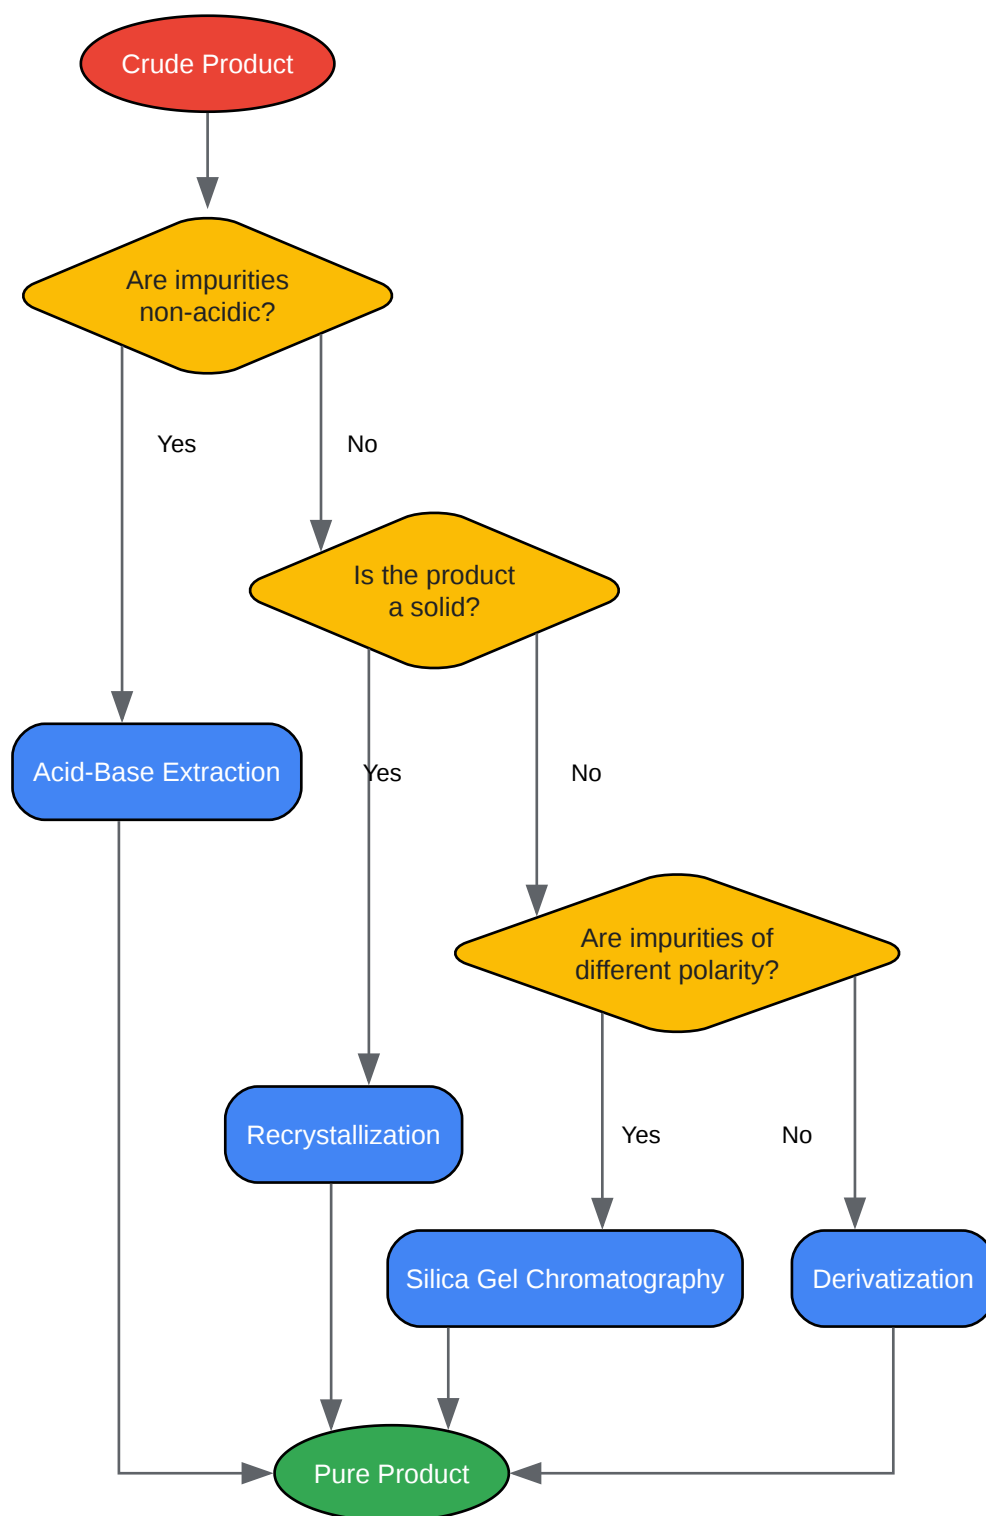 Crude Product
Are impurities
non-acidic?
Yes
No
Is the product
a solid?
Acid-Base Extraction
Yes
No
Are impurities of
different polarity?
Recrystallization
Yes
No
Silica Gel Chromatography
Derivatization
Pure Product